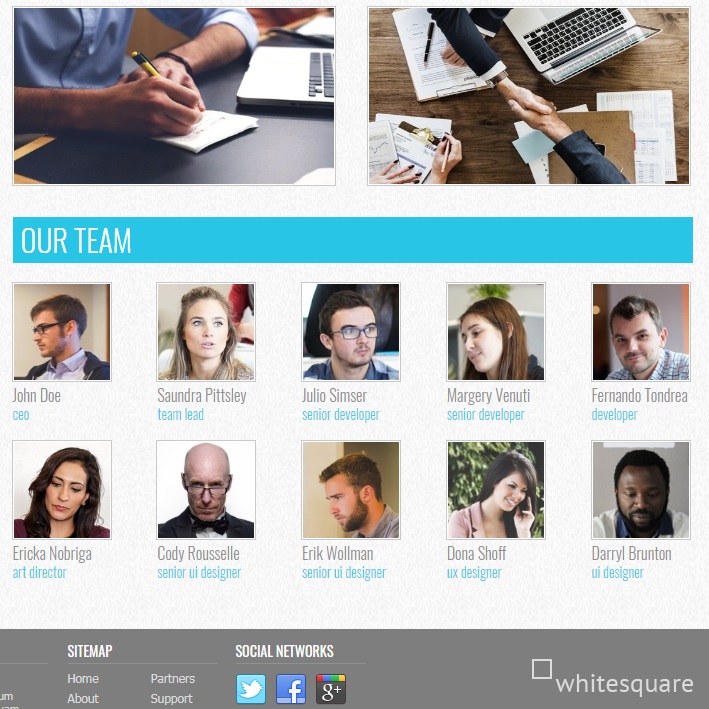 OUR TEAM
John Doe
ceo
Saundra Pittsley
team lead
Julio Simser
senior developer
Margery Venuti
senior developer
Fernando Tondrea
developer
Ericka Nobriga
art director
Cody Rousselle
senior ui designer
Erik Wollman
senior ui designer
Dona Shoff
ux designer
Darryl Brunton
ui designer
SITEMAP
Home
Partners
About
Support
SOCIAL NETWORKS
g+
whitesquare